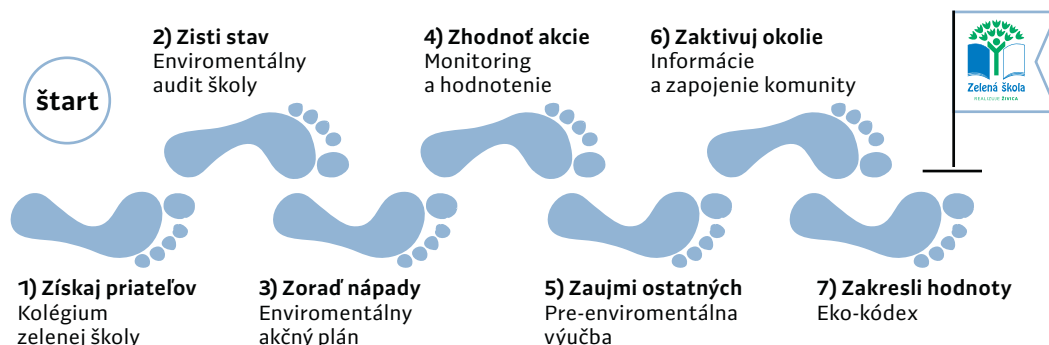 štart
1) Získaj priateľov
Kolégium
zelenej školy
2) Zisti stav
Enviromentálny
audit školy
3) Zoraď nápady
Enviromentálny
akčný plán
4) Zhodnoť akcie
Monitoring
a hodnotenie
5) Zaujmi ostatných
Pre-enviromentálna
výučba
6) Zaktivuj okolie
Informácie
a zapojenie komunity
7) Zakresli hodnoty
Eko-kódex
Zelená škola
REALIZUJE ŽIVICA